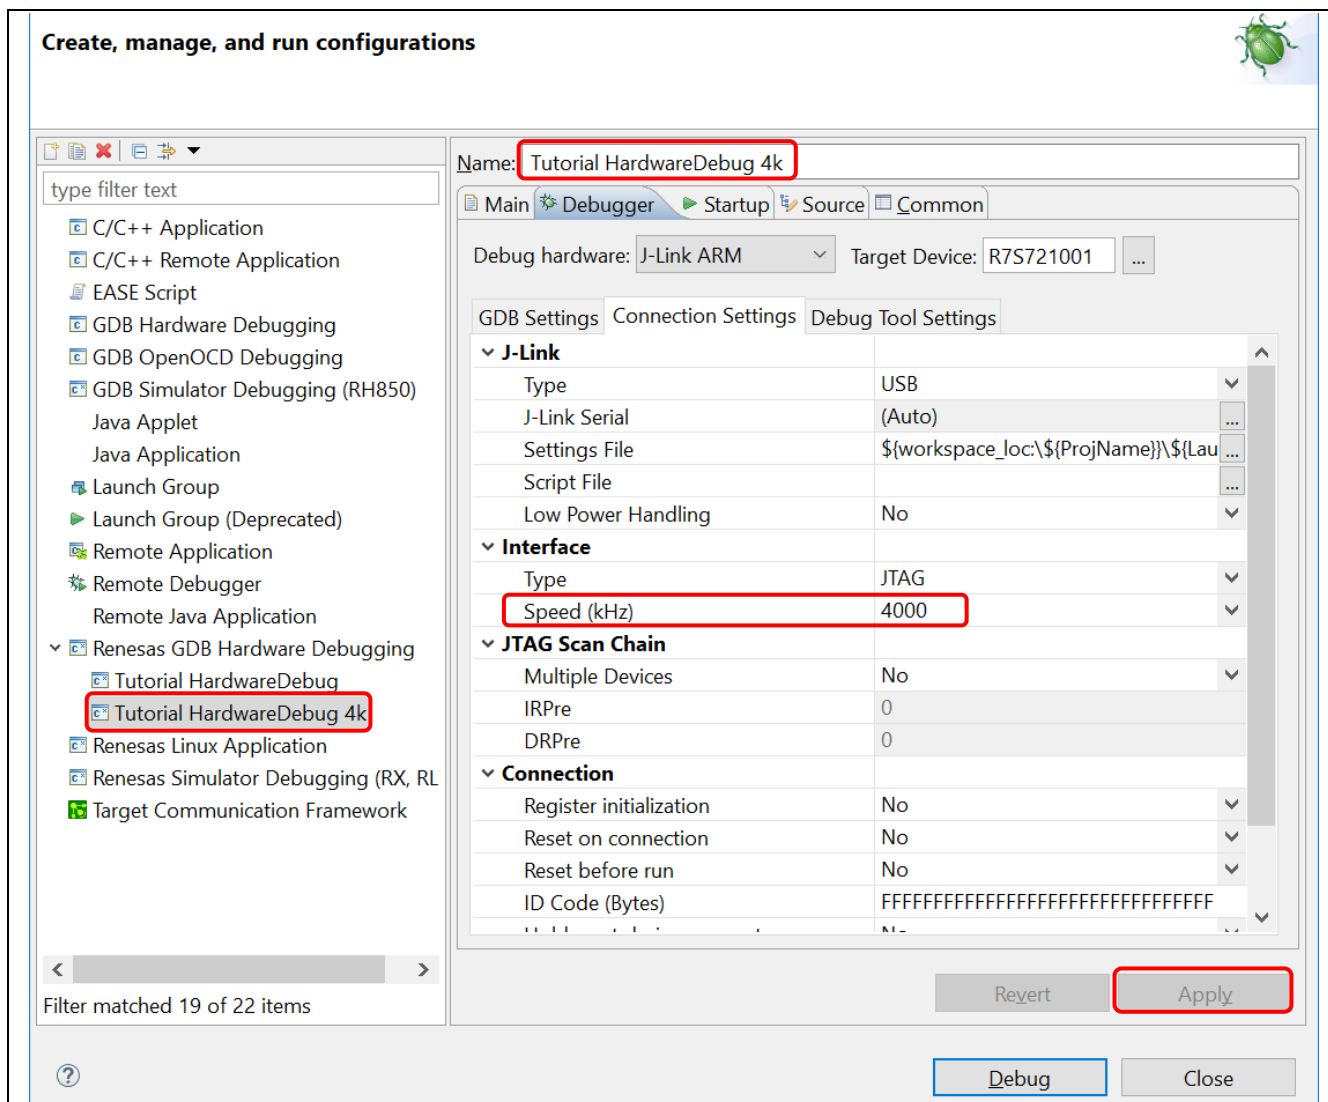 Create, manage, and run configurations
type filter text
C/C++ Application
C/C++ Remote Application
EASE Script
GDB Hardware Debugging
GDB OpenOCD Debugging
GDB Simulator Debugging (RH850)
Java Applet
Java Application
Launch Group
Launch Group (Deprecated)
Remote Application
Remote Debugger
Remote Java Application
Renesas GDB Hardware Debugging
Tutorial HardwareDebug
Tutorial HardwareDebug 4k
Renesas Linux Application
Renesas Simulator Debugging (RX, RL
Target Communication Framework
Filter matched 19 of 22 items
Name: Tutorial HardwareDebug 4k
Main Debugger Startup Source Common
Debug hardware: J-Link ARM Target Device: R7S721001 ...
GDB Settings Connection Settings Debug Tool Settings
J-Link
Type USB
J-Link Serial (Auto) ...
Settings File ${workspace_loc:\${ProjName}}\${Lau ...
Script File ...
Low Power Handling No
Interface
Type JTAG
Speed (kHz) 4000
JTAG Scan Chain
Multiple Devices No
IRPre 0
DRPre 0
Connection
Register initialization No
Reset on connection No
Reset before run No
ID Code (Bytes) FFFFFFFFFFFFFFFFFFFFFFFFFFFFFFFF
Revert Apply
Debug Close